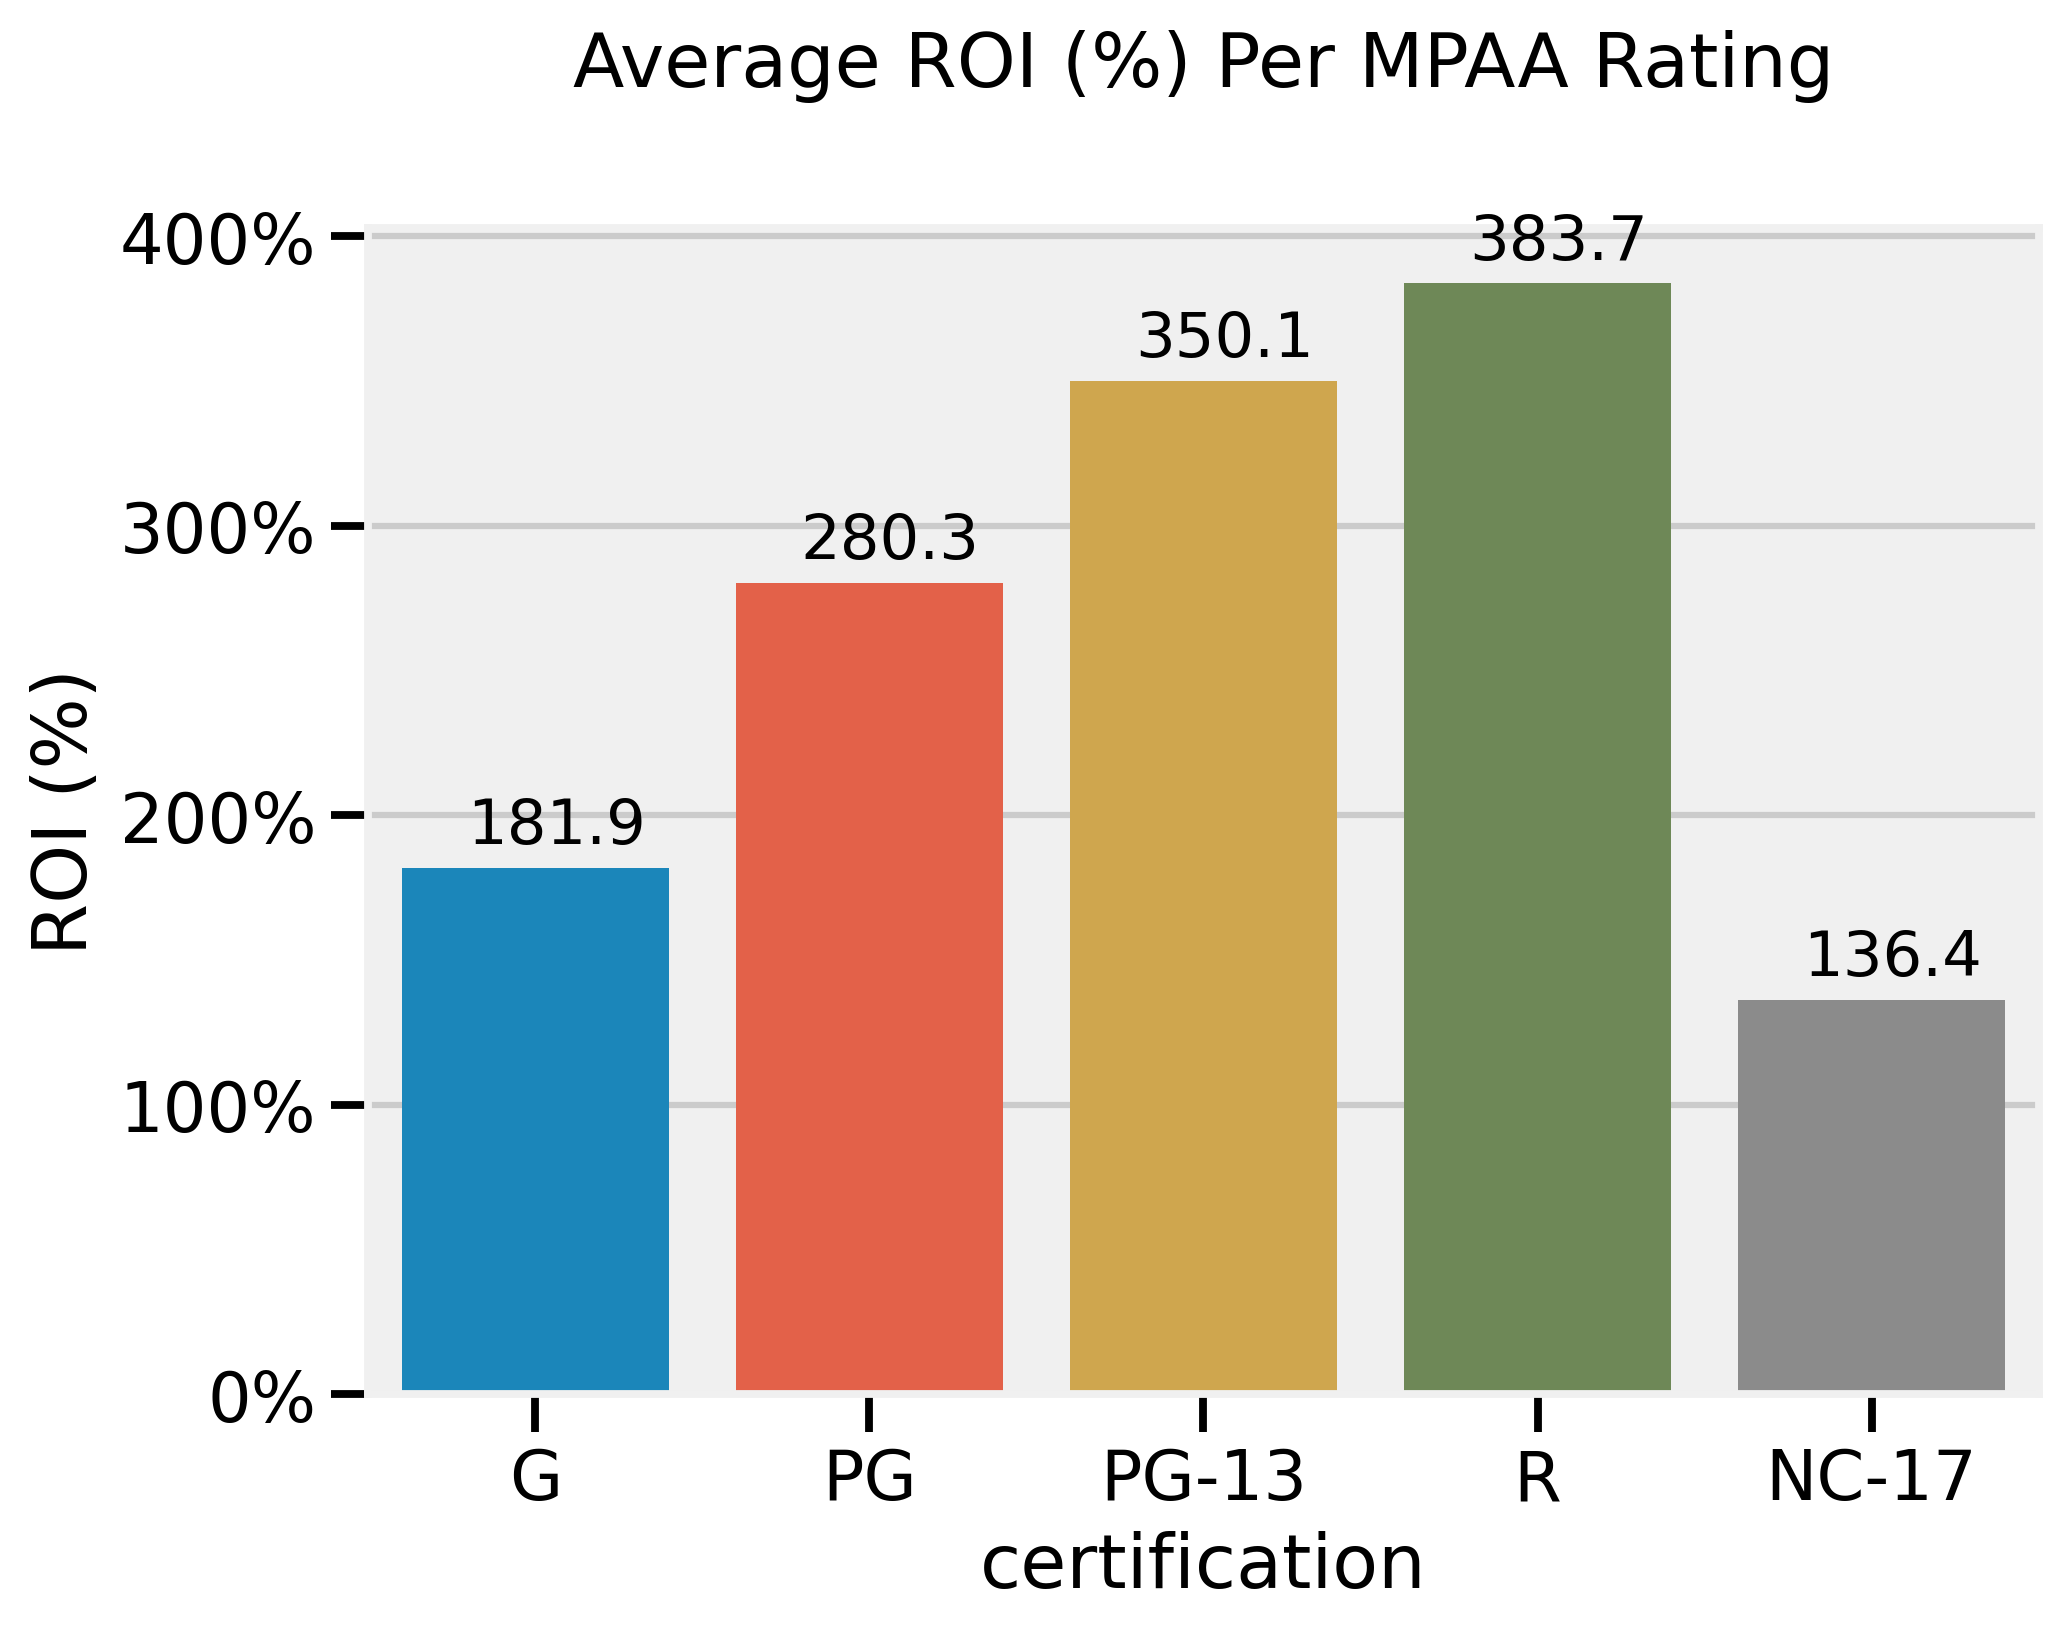 Average ROI (%) Per MPAA Rating
400%
383.7
350.1
300%
280.3
200%
181.9
136.4
100%
0%
ROI (%)
G PG PG-13 R NC-17
certification